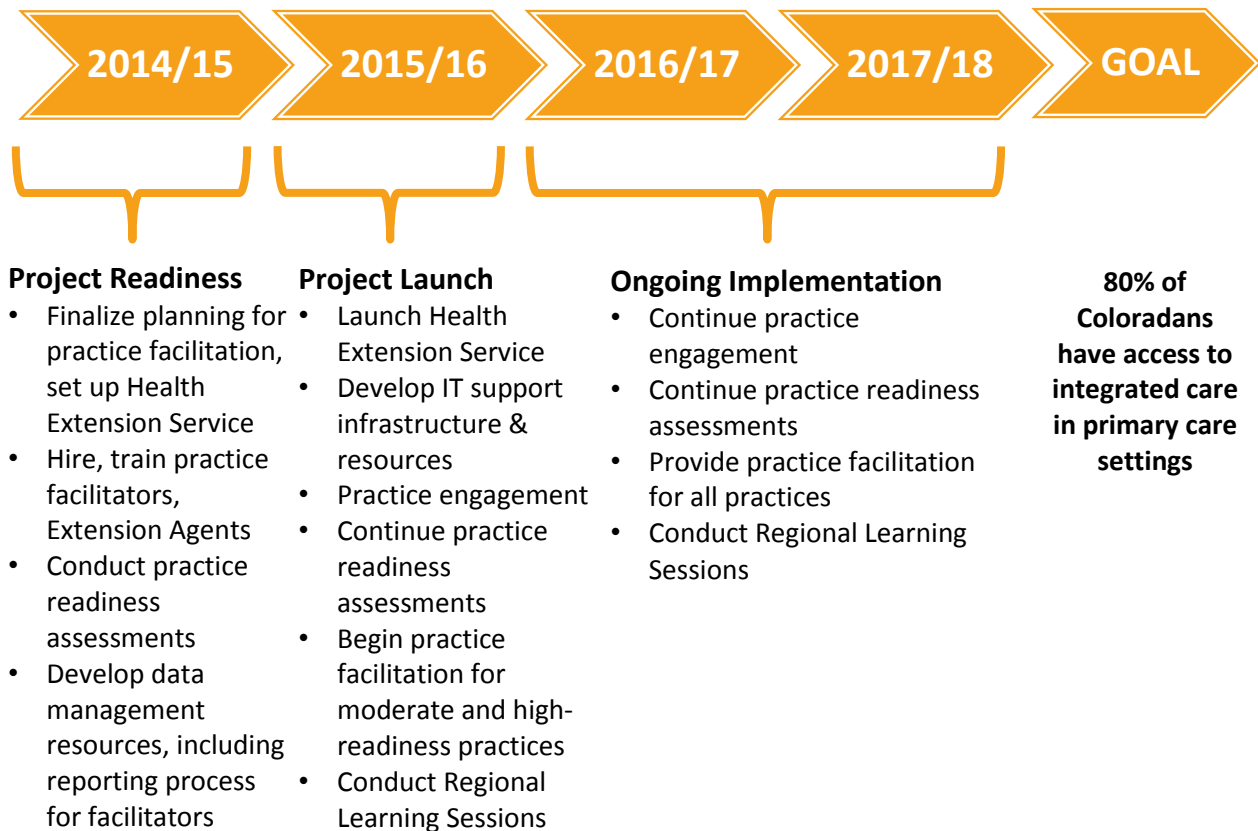 2014/15
2015/16
2016/17
2017/18
GOAL
Project Readiness
• Finalize planning for
practice facilitation,
set up Health
Extension Service
• Hire, train practice
facilitators,
Extension Agents
• Conduct practice
readiness
assessments
• Develop data
management
resources, including
reporting process
for facilitators
Project Launch
• Launch Health
Extension Service
• Develop IT support
infrastructure &
resources
• Practice engagement
• Continue practice
readiness
assessments
• Begin practice
facilitation for
moderate and high-
readiness practices
• Conduct Regional
Learning Sessions
Ongoing Implementation
• Continue practice
engagement
• Continue practice readiness
assessments
• Provide practice facilitation
for all practices
• Conduct Regional Learning
Sessions
80% of
Coloradans
have access to
integrated care
in primary care
settings